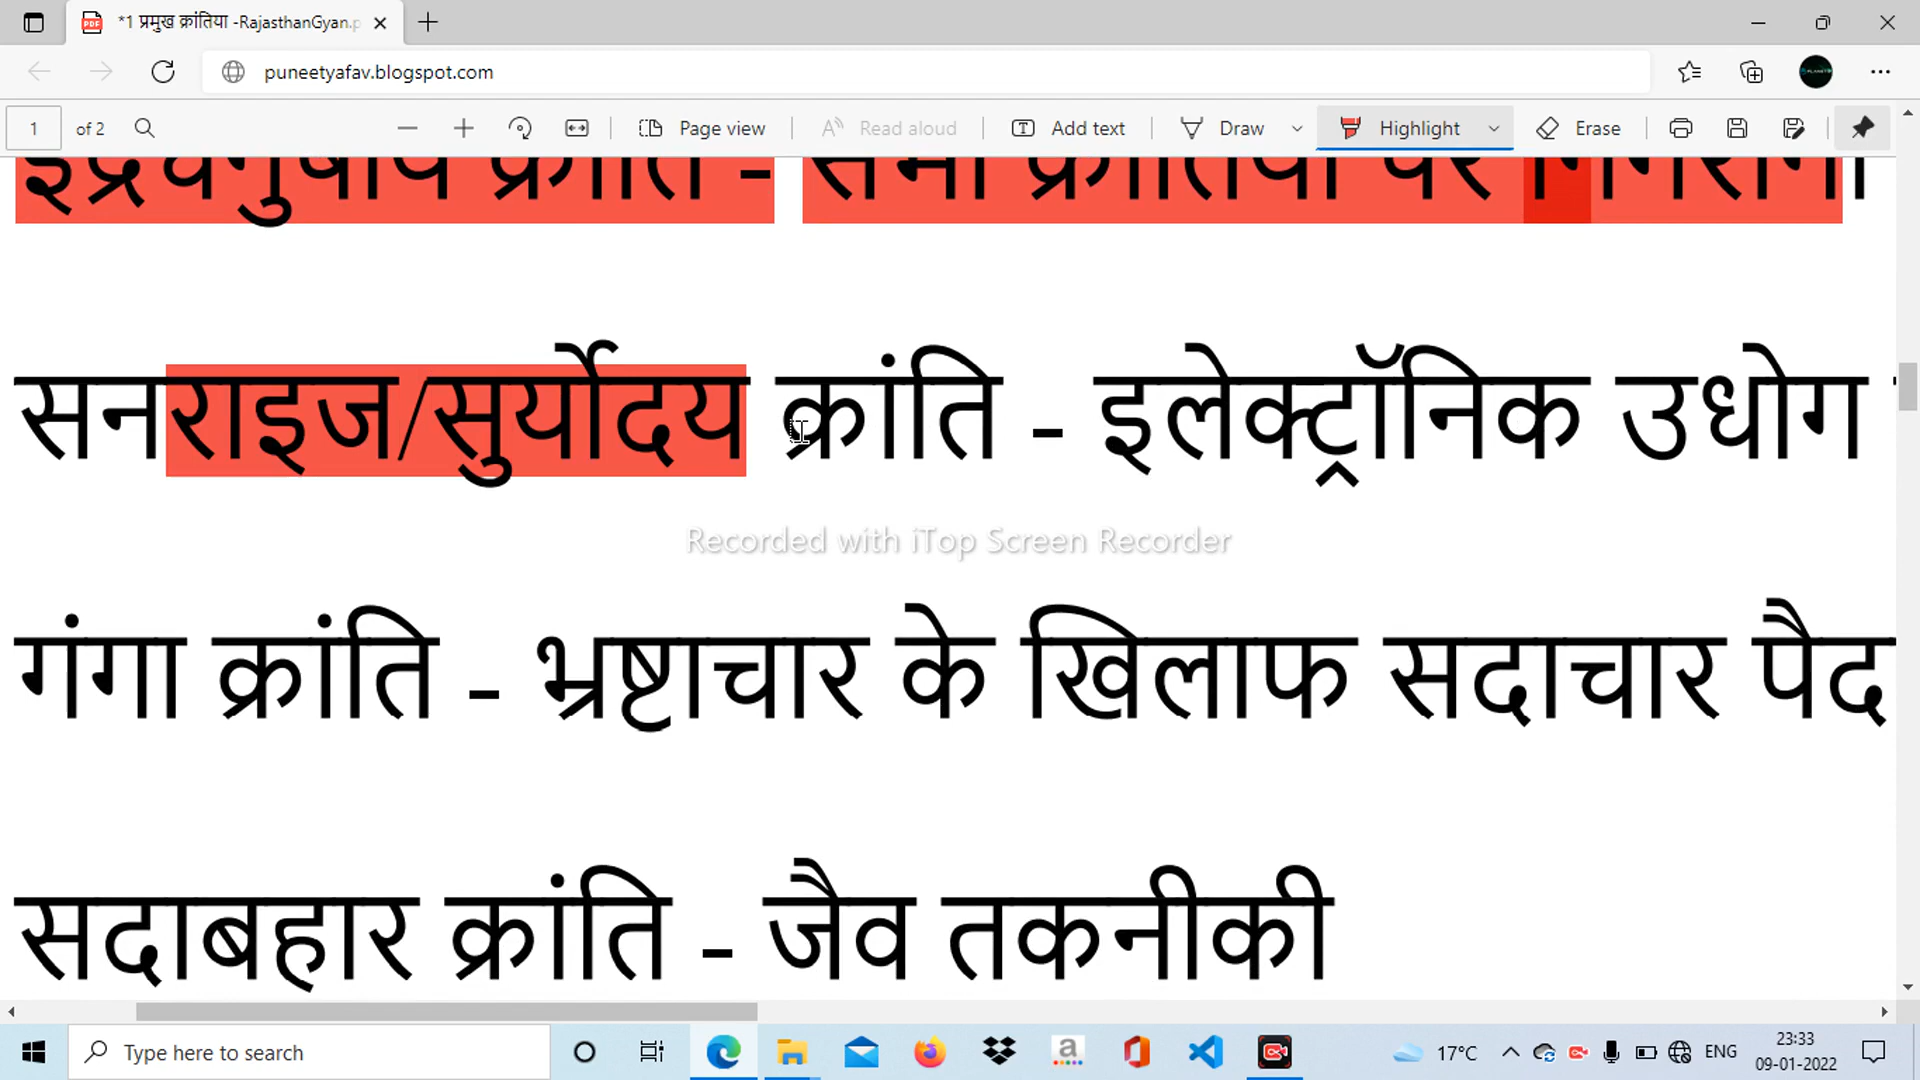 *1 प्रमुख क्रांतिया -RajasthanGyan.p
puneetyafav.blogspot.com
1 of 2 Page view Read aloud Add text Draw Highlight Erase
सनराइज/सुर्योदय क्रांति - इलेक्ट्रॉनिक उधोग
Recorded with iTop Screen Recorder
गंगा क्रांति - भ्रष्टाचार के खिलाफ सदाचार पैद
सदाबहार क्रांति - जैव तकनीकी
Type here to search 17°C ENG 23:33
09-01-2022